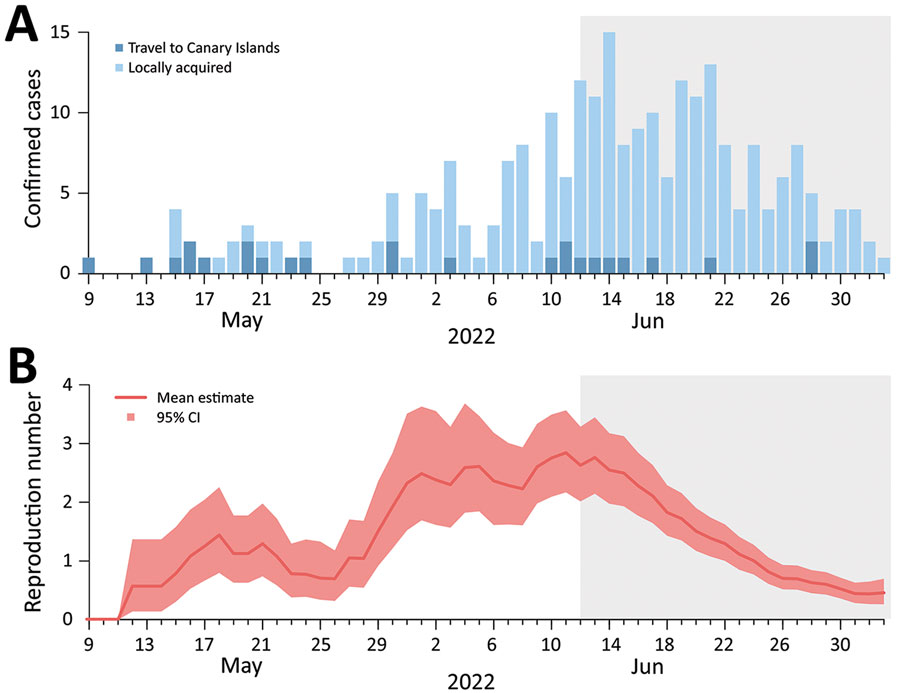 A
15
10
5
0
Confirmed cases
Travel to Canary Islands
Locally acquired
9 13 17 21 25 29 2 6 10 14 18 22 26 30
May Jun
2022
B
4
3
2
1
0
Reproduction number
Mean estimate
95% CI
9 13 17 21 25 29 2 6 10 14 18 22 26 30
May Jun
2022